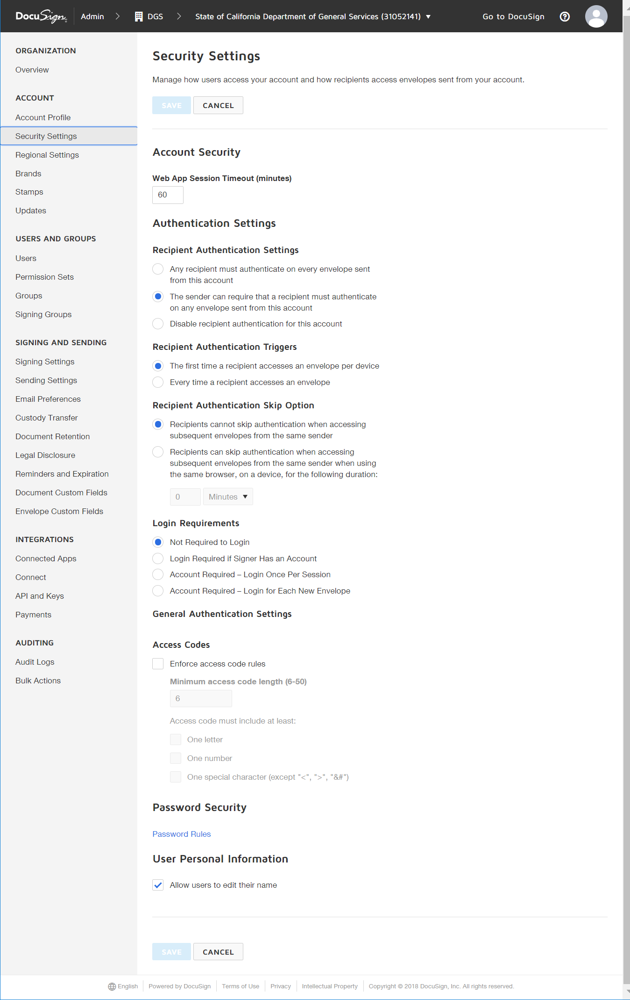 DocuSign Admin DGS State of California Department of General Services (31052141) Go to DocuSign ?
ORGANIZATION
Overview
ACCOUNT
Account Profile
Security Settings
Regional Settings
Brands
Stamps
Updates
USERS AND GROUPS
Users
Permission Sets
Groups
Signing Groups
SIGNING AND SENDING
Signing Settings
Sending Settings
Email Preferences
Custody Transfer
Document Retention
Legal Disclosure
Reminders and Expiration
Document Custom Fields
Envelope Custom Fields
INTEGRATIONS
Connected Apps
Connect
API and Keys
Payments
AUDITING
Audit Logs
Bulk Actions
Security Settings
Manage how users access your account and how recipients access envelopes sent from your account.
SAVE CANCEL
Account Security
Web App Session Timeout (minutes)
60
Authentication Settings
Recipient Authentication Settings
Any recipient must authenticate on every envelope sent
from this account
The sender can require that a recipient must authenticate
on any envelope sent from this account
Disable recipient authentication for this account
Recipient Authentication Triggers
The first time a recipient accesses an envelope per device
Every time a recipient accesses an envelope
Recipient Authentication Skip Option
Recipients cannot skip authentication when accessing
subsequent envelopes from the same sender
Recipients can skip authentication when accessing
subsequent envelopes from the same sender when using
the same browser, on a device, for the following duration:
0 Minutes
Login Requirements
Not Required to Login
Login Required if Signer Has an Account
Account Required – Login Once Per Session
Account Required – Login for Each New Envelope
General Authentication Settings
Access Codes
Enforce access code rules
Minimum access code length (6-50)
6
Access code must include at least:
One letter
One number
One special character (except "<", ">", "&#")
Password Security
Password Rules
User Personal Information
Allow users to edit their name
SAVE CANCEL
English Powered by DocuSign Terms of Use Privacy Intellectual Property Copyright © 2018 DocuSign, Inc. All rights reserved.